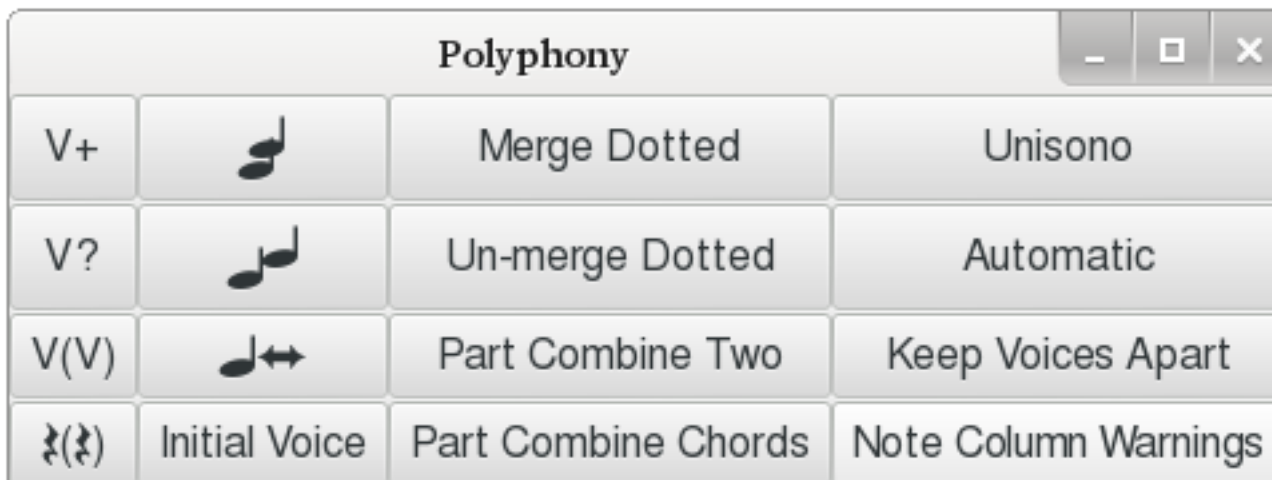 Polyphony
V+ Merge Dotted Unisono
V? Un-merge Dotted Automatic
V(V) Part Combine Two Keep Voices Apart
𝄽(𝄽) Initial Voice Part Combine Chords Note Column Warnings